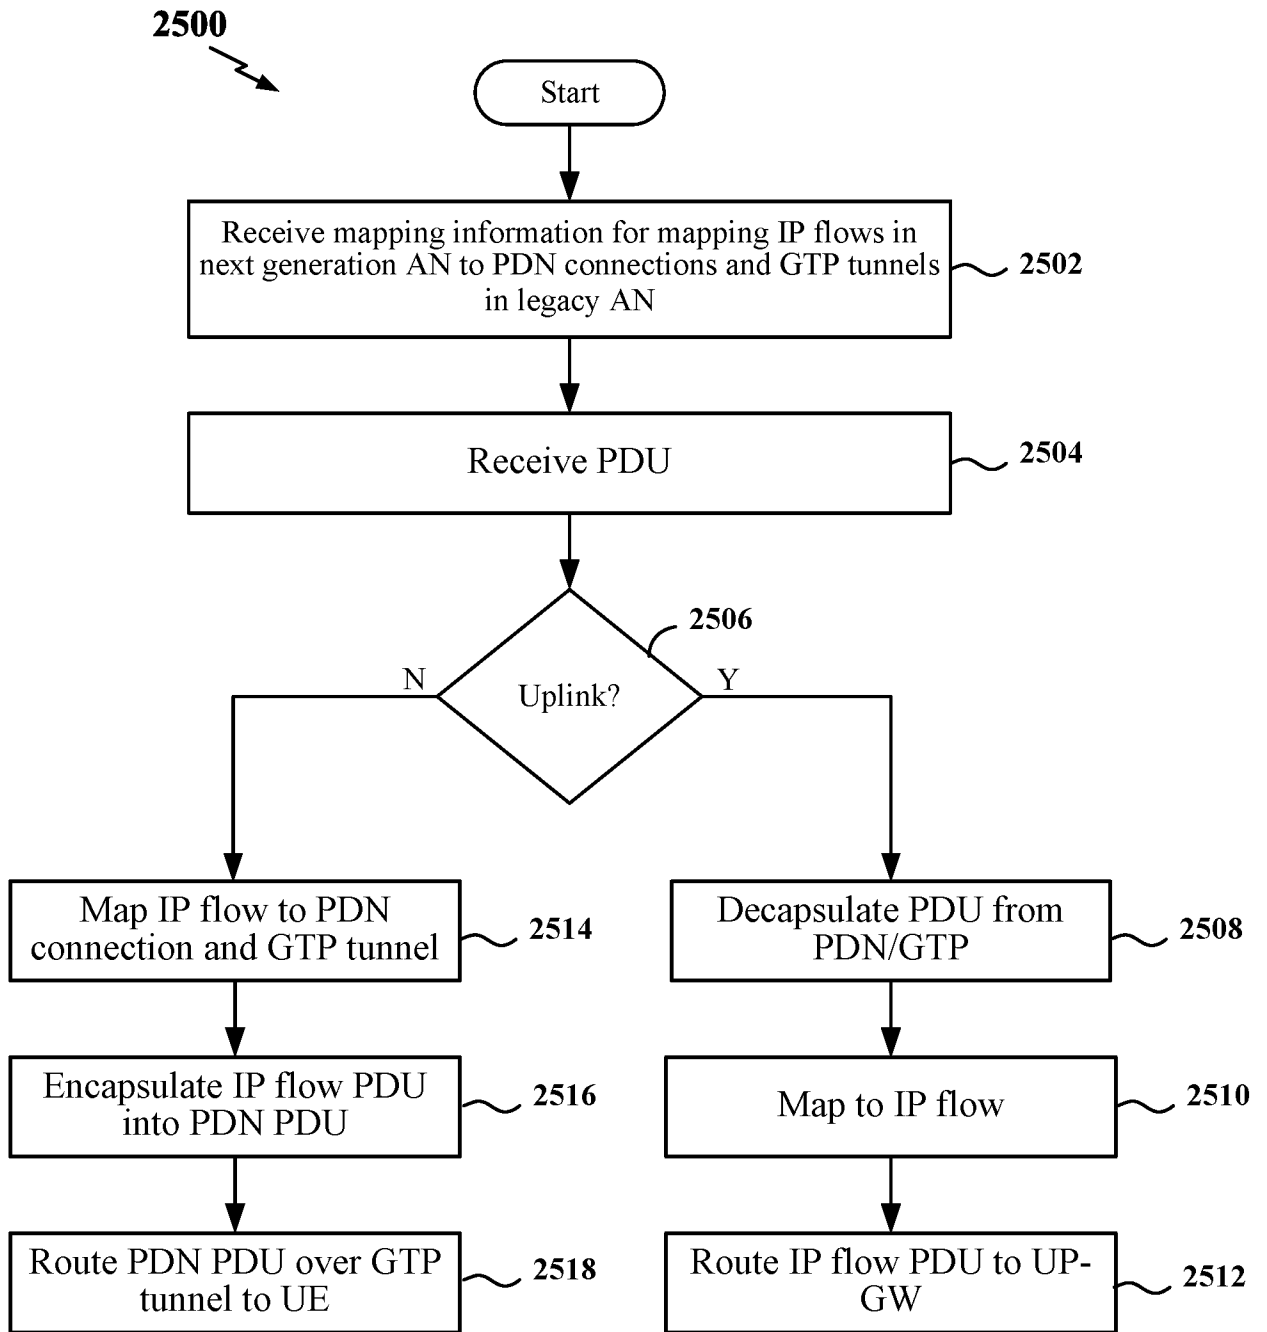 2500
Start
Receive mapping information for mapping IP flows in
next generation AN to PDN connections and GTP tunnels
in legacy AN
2502
Receive PDU
2504
2506
Uplink?
N
Y
Map IP flow to PDN
connection and GTP tunnel
2514
Decapsulate PDU from
PDN/GTP
2508
Encapsulate IP flow PDU
into PDN PDU
2516
Map to IP flow
2510
Route PDN PDU over GTP
tunnel to UE
2518
Route IP flow PDU to UP-
GW
2512